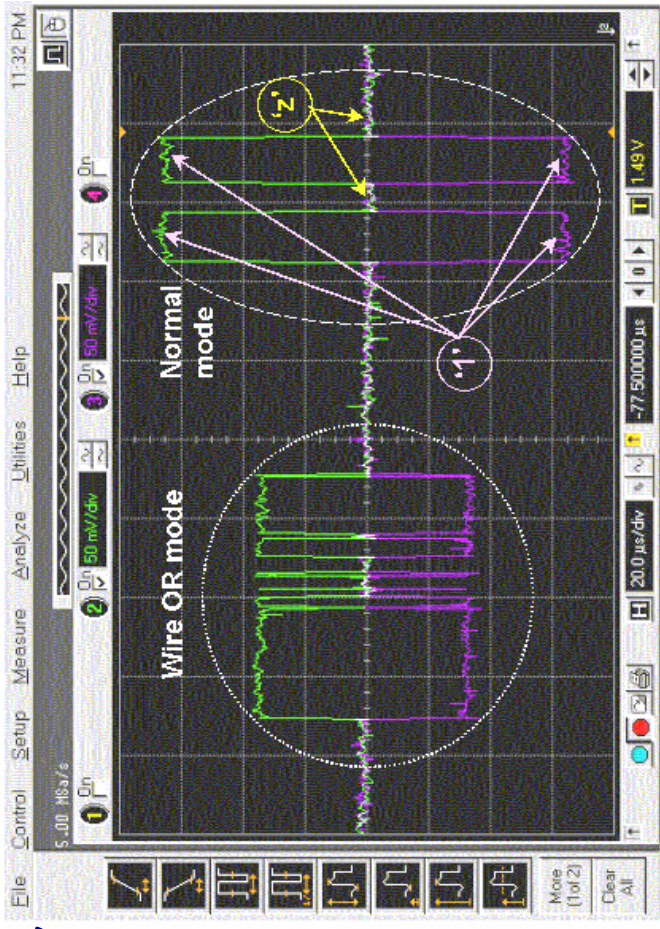 File Control Setup Measure Analyze Utilities Help 11:32 PM
5.00 MSa/s
1 On 2 On 50 mV/div 3 On 50 mV/div 4 On
Wire OR mode
Normal
mode
'z'
'1'
More
(1of 2)
Clear
All
H 20.0 µs/div -77.500000 µs 0 T 1.49 V